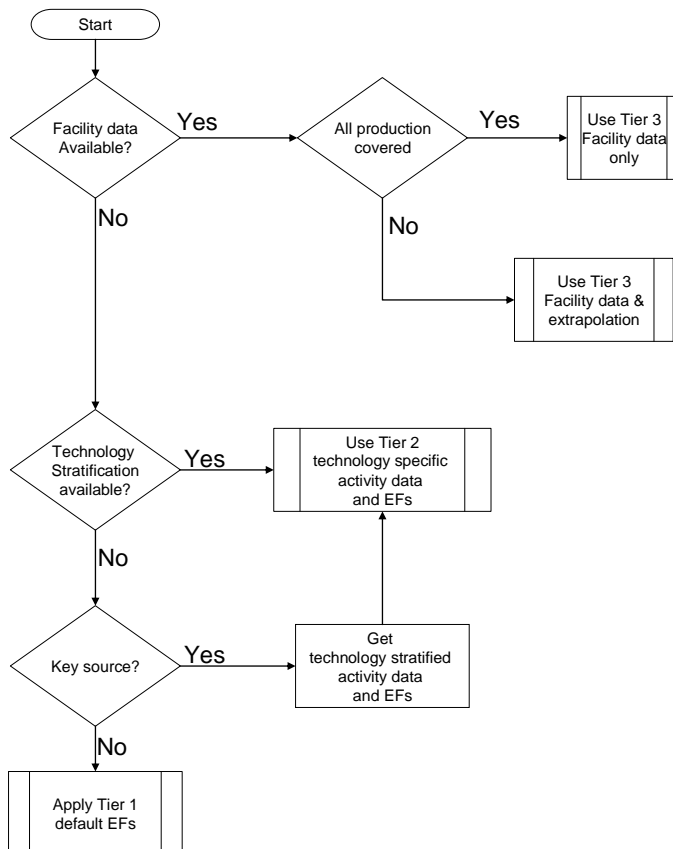 Start
Facility data
Available?
Yes
All production
covered
Yes
Use Tier 3
Facility data
only
No
No
Use Tier 3
Facility data &
extrapolation
Technology
Stratification
available?
Yes
Use Tier 2
technology specific
activity data
and EFs
No
Key source?
Yes
Get
technology stratified
activity data
and EFs
No
Apply Tier 1
default EFs